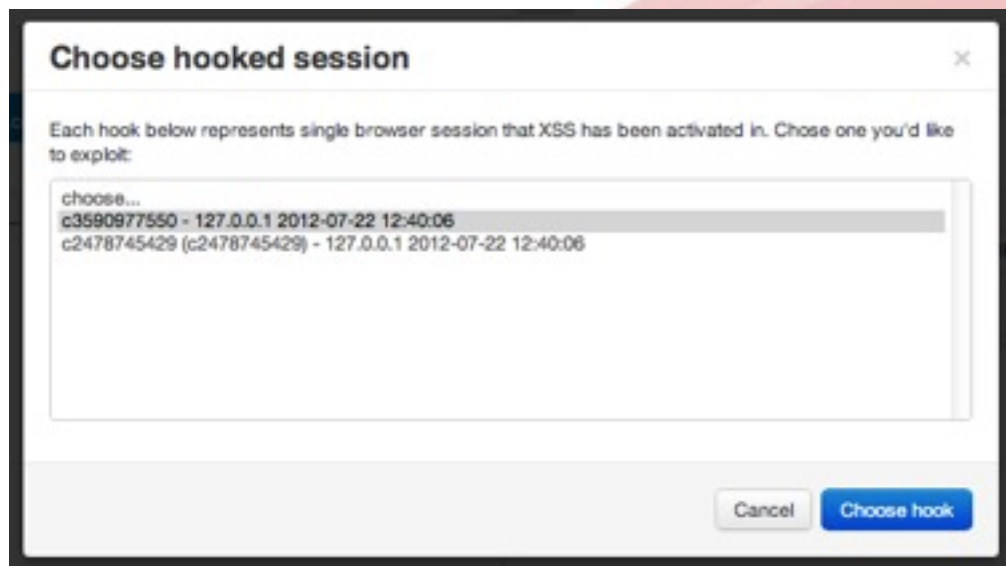 Choose hooked session
Each hook below represents single browser session that XSS has been activated in. Chose one you'd like
to exploit:
choose...
c3590977550 - 127.0.0.1 2012-07-22 12:40:06
c2478745429 (c2478745429) - 127.0.0.1 2012-07-22 12:40:06
Cancel
Choose hook